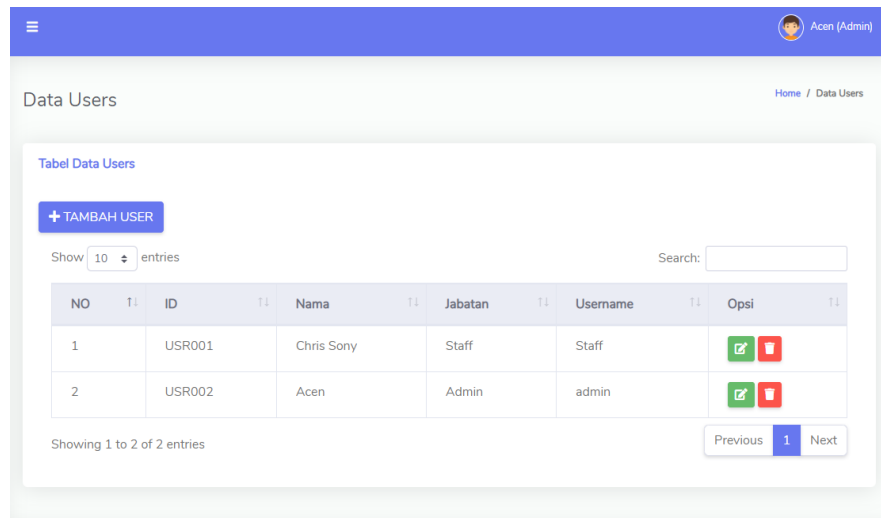 Acen (Admin)
Data Users
Home / Data Users
Tabel Data Users
TAMBAH USER
Show 10 entries
Search:
NO ID Nama Jabatan Username Opsi
1 USR001 Chris Sony Staff Staff
2 USR002 Acen Admin admin
Showing 1 to 2 of 2 entries
Previous 1 Next